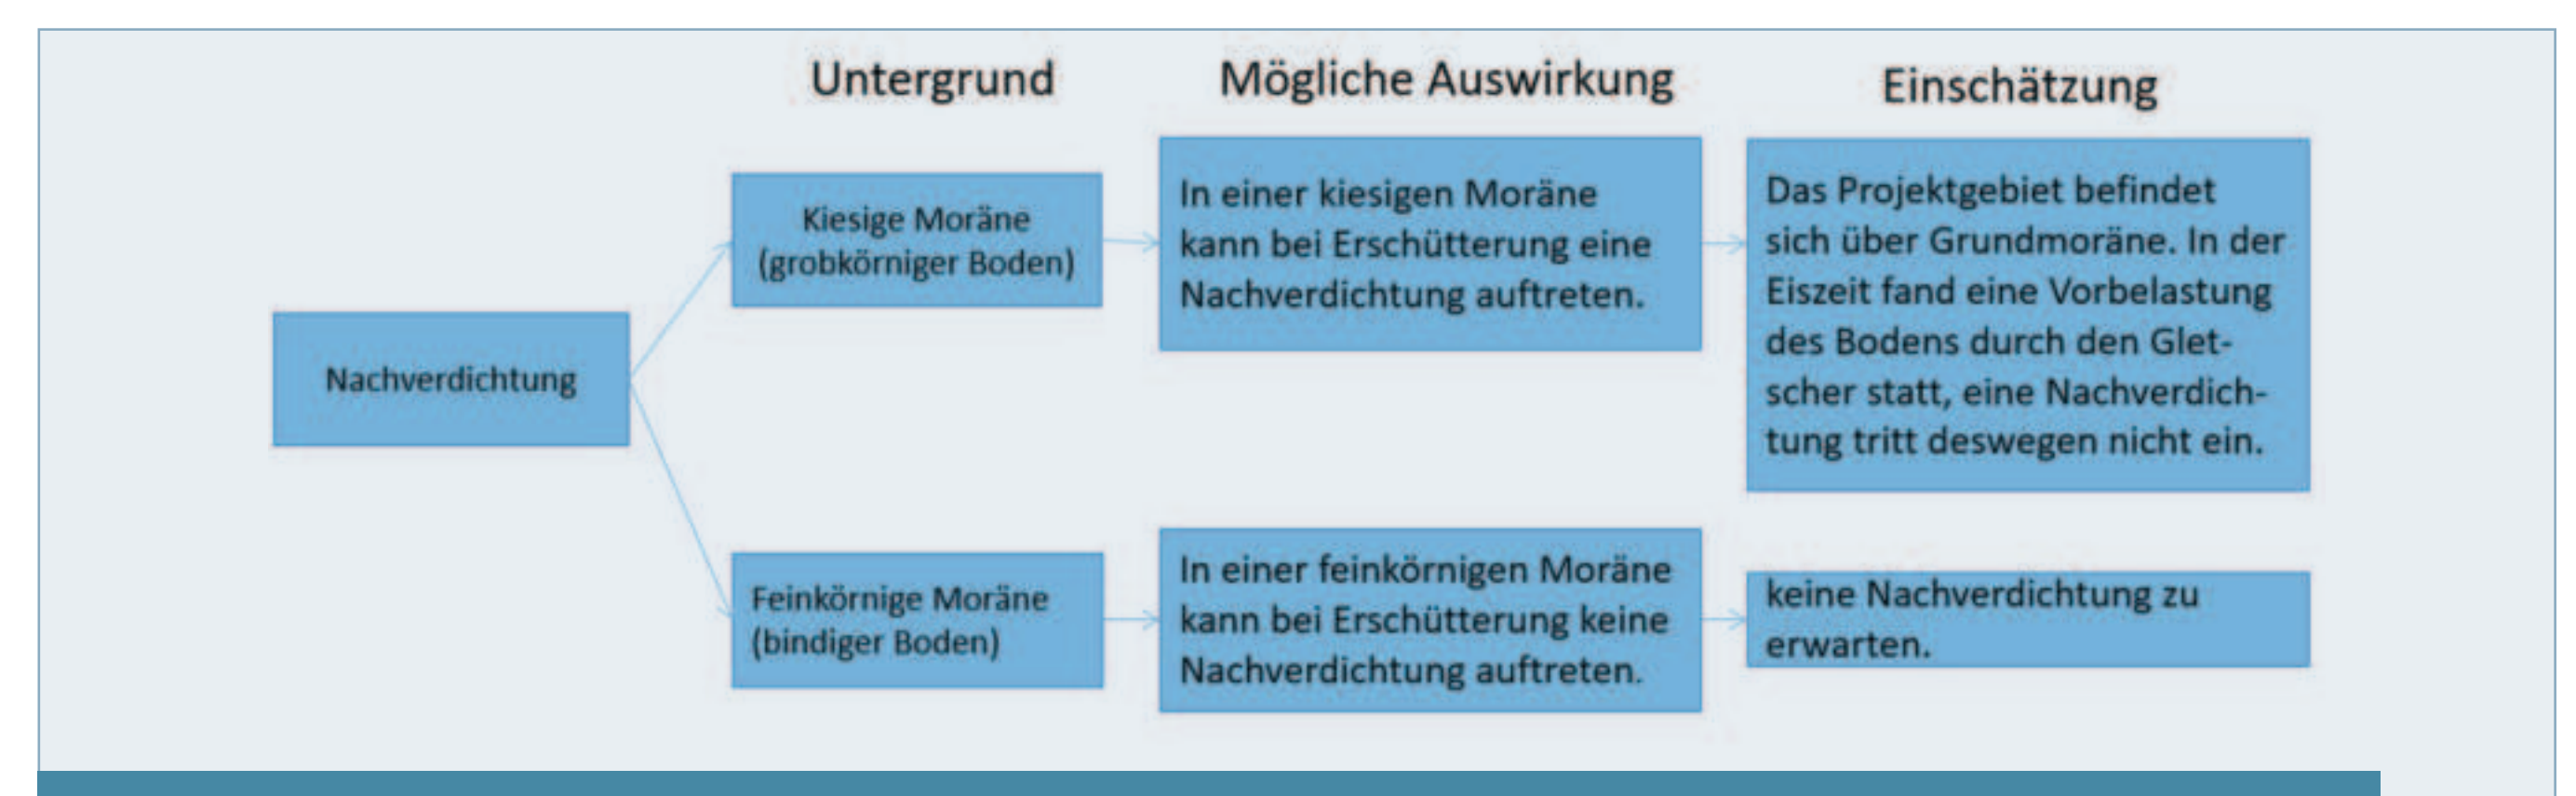 Untergrund
Mögliche Auswirkung
Einschätzung
Nachverdichtung
Kiesige Moräne
(grobkörniger Boden)
In einer kiesigen Moräne
kann bei Erschütterung eine
Nachverdichtung auftreten.
Das Projektgebiet befindet
sich über Grundmoräne. In der
Eiszeit fand eine Vorbelastung
des Bodens durch den Glet-
scher statt, eine Nachverdich-
tung tritt deswegen nicht ein.
Feinkörnige Moräne
(bindiger Boden)
In einer feinkörnigen Moräne
kann bei Erschütterung keine
Nachverdichtung auftreten.
keine Nachverdichtung zu
erwarten.